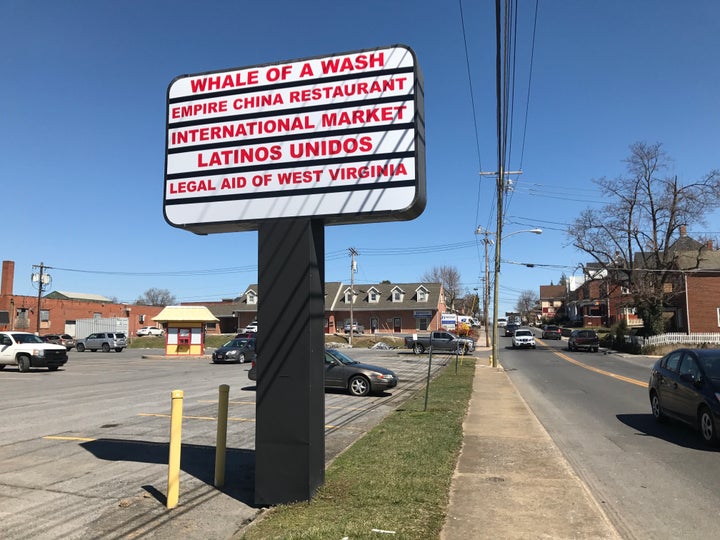 WHALE OF A WASH
EMPIRE CHINA RESTAURANT
INTERNATIONAL MARKET
LATINOS UNIDOS
LEGAL AID OF WEST VIRGINIA